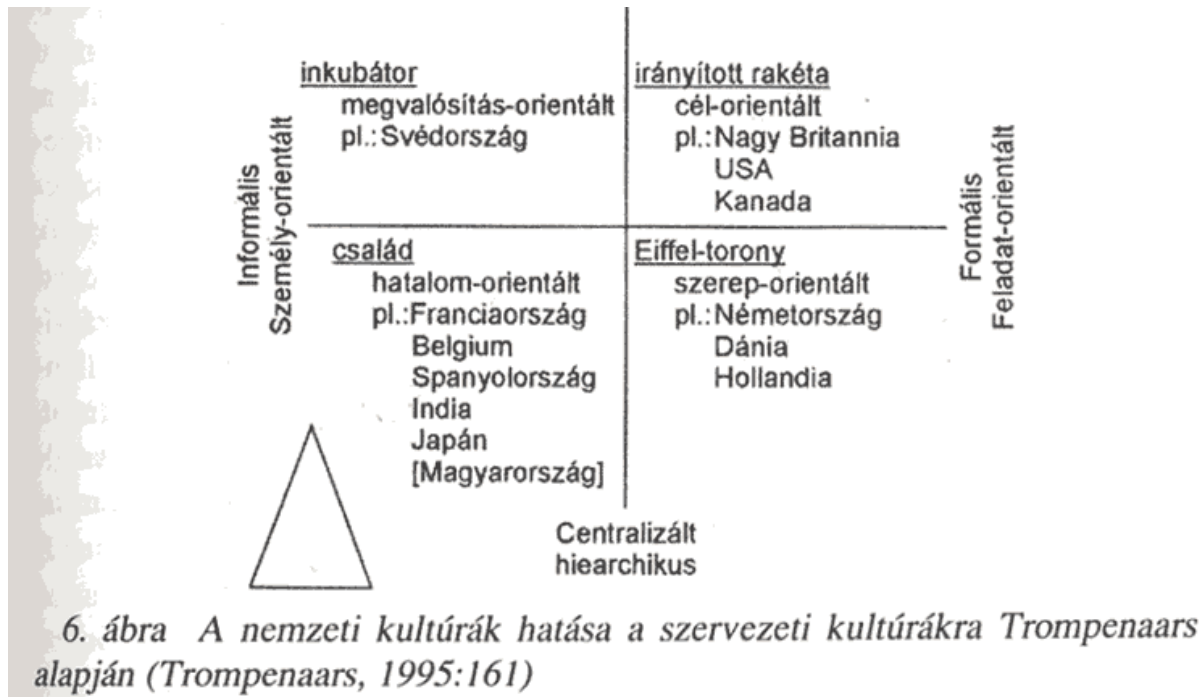 inkubátor
megvalósítás-orientált
pl.: Svédország
irányított rakéta
cél-orientált
pl.: Nagy Britannia
USA
Kanada
Informális
Személy-orientált
Formális
Feladat-orientált
család
hatalom-orientált
pl.: Franciaország
Belgium
Spanyolország
India
Japán
[Magyarország]
Eiffel-torony
szerep-orientált
pl.: Németország
Dánia
Hollandia
Centralizált
hiearchikus
6. ábra A nemzeti kultúrák hatása a szervezeti kultúrákra Trompenaars
alapján (Trompenaars, 1995:161)